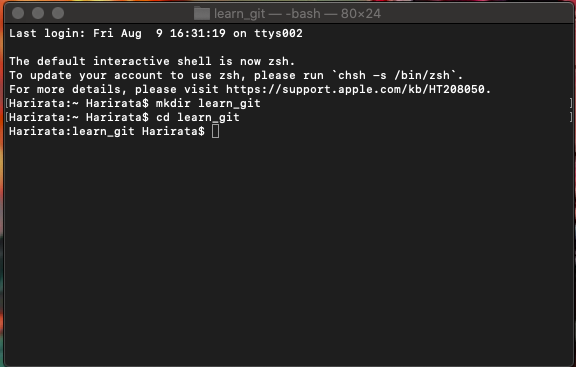 learn_git — -bash — 80×24
Last login: Fri Aug  9 16:31:19 on ttys002

The default interactive shell is now zsh.
To update your account to use zsh, please run `chsh -s /bin/zsh`.
For more details, please visit https://support.apple.com/kb/HT208050.
[Harirata:~ Harirata$ mkdir learn_git ]
[Harirata:~ Harirata$ cd learn_git ]
Harirata:learn_git Harirata$